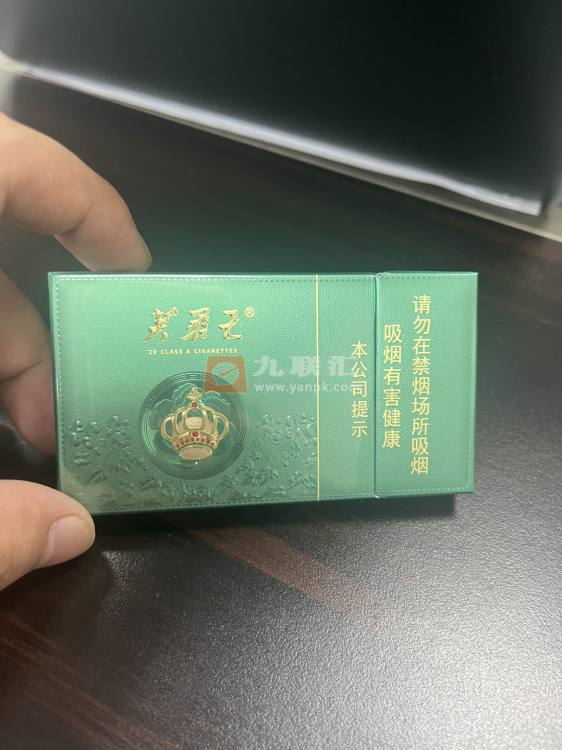 芙蓉王®
20 CLASE A CIGARETTES
九联汇
www.yanpk.com
本公司提示
吸烟有害健康
请勿在禁烟场所吸烟